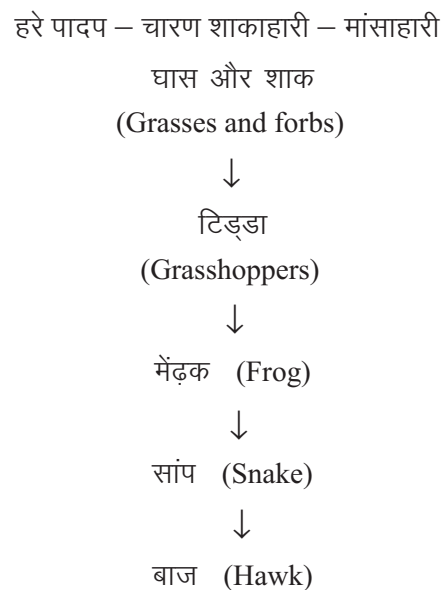 हरे पादप – चारण शाकाहारी – मांसाहारी
घास और शाक
(Grasses and forbs)
↓
टिड्डा
(Grasshoppers)
↓
मेंढ़क (Frog)
↓
सांप (Snake)
↓
बाज (Hawk)